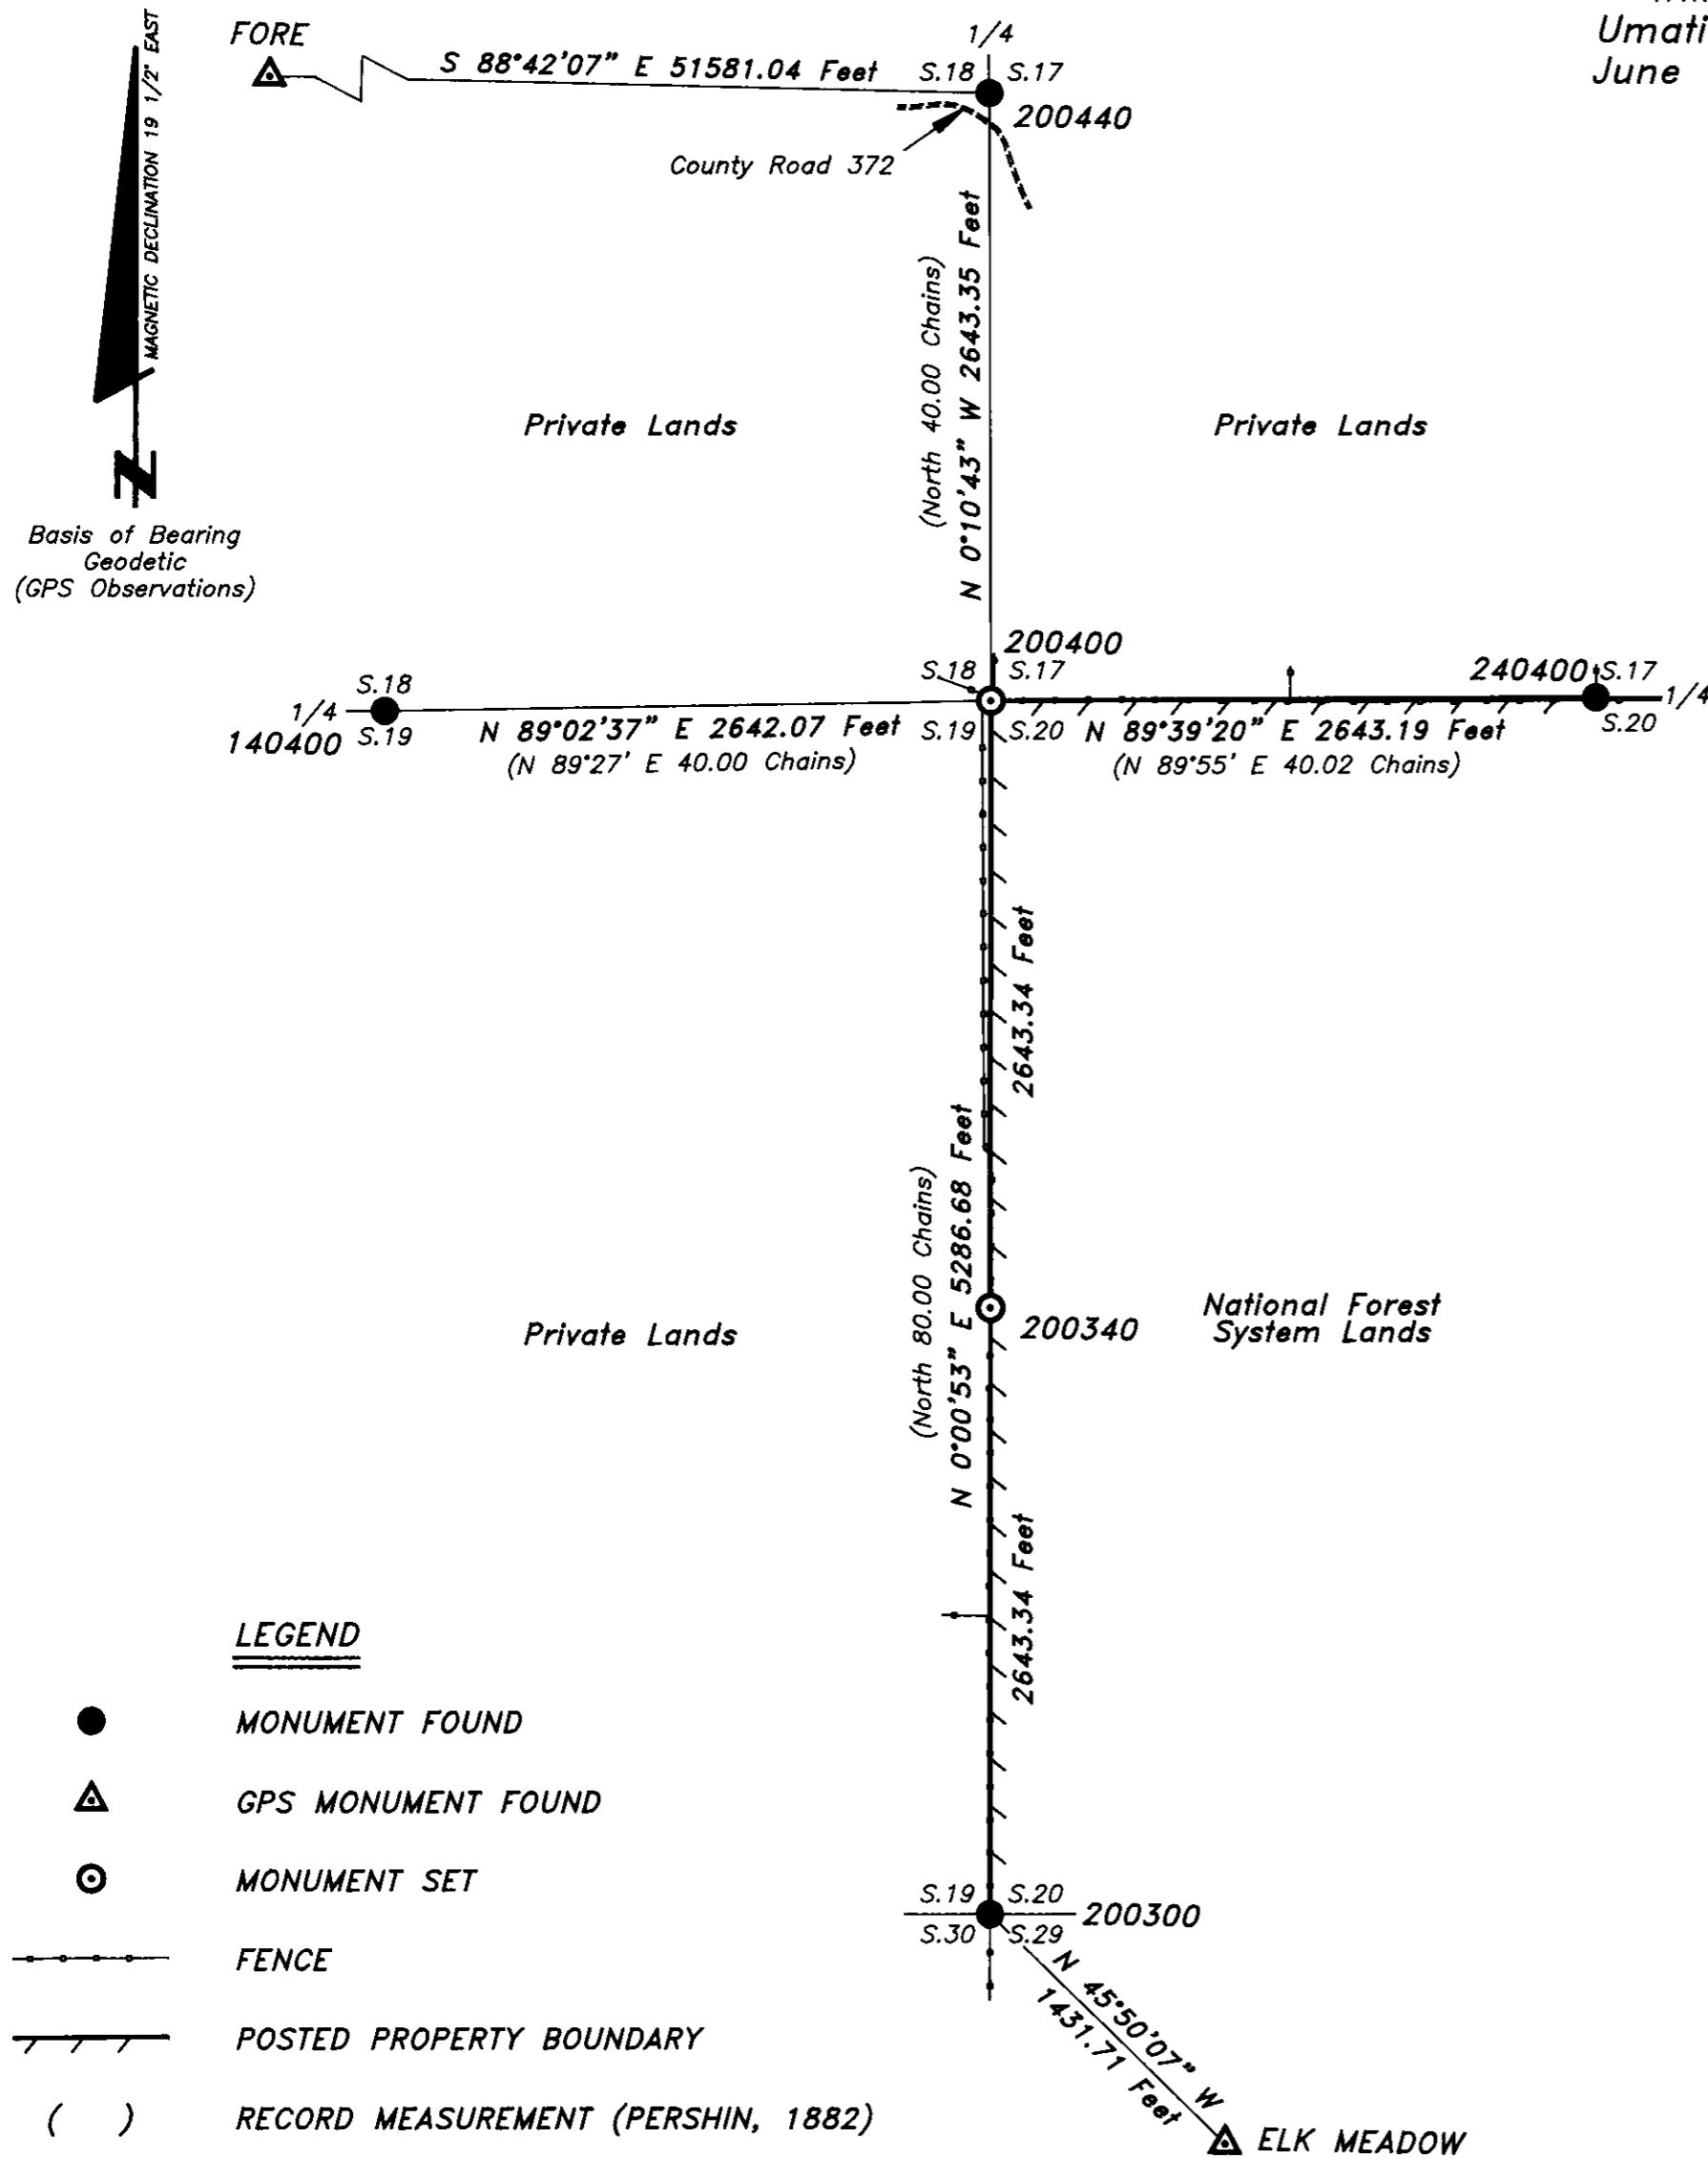 Umati
June
FORE
1/4
S 88°42'07" E 51581.04 Feet
S.18 S.17
200440
County Road 372
MAGNETIC DECLINATION 19 1/2° EAST
N
Basis of Bearing
Geodetic
(GPS Observations)
(North 40.00 Chains)
N 0°10'43" W 2643.35 Feet
Private Lands
Private Lands
200400
S.18 S.17
240400 S.17
1/4
S.20
S.18
1/4
140400 S.19
N 89°02'37" E 2642.07 Feet
(N 89°27' E 40.00 Chains)
S.19 S.20
N 89°39'20" E 2643.19 Feet
(N 89°55' E 40.02 Chains)
2643.34 Feet
(North 80.00 Chains)
N 0°00'53" E 5286.68 Feet
Private Lands
200340
National Forest
System Lands
2643.34 Feet
S.19 S.20
200300
S.30 S.29
N 45°50'07" W
1431.71 Feet
ELK MEADOW
LEGEND
MONUMENT FOUND
GPS MONUMENT FOUND
MONUMENT SET
FENCE
POSTED PROPERTY BOUNDARY
( ) RECORD MEASUREMENT (PERSHIN, 1882)